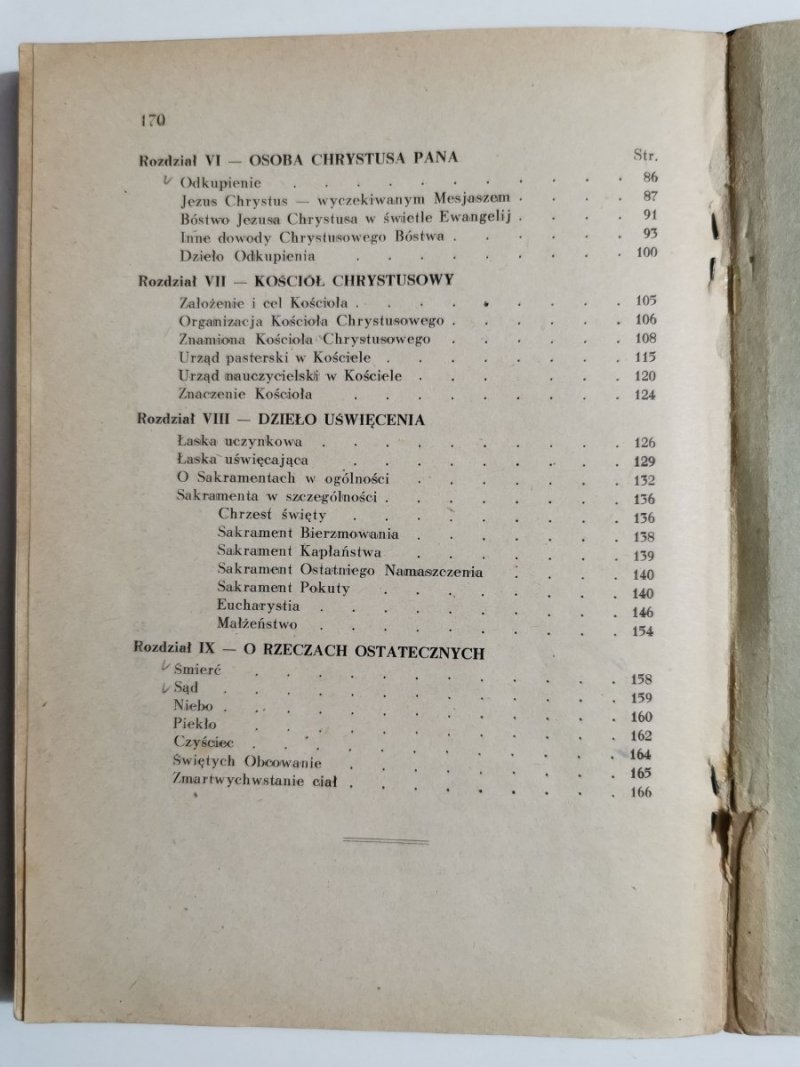 170
Str.
Rozdział VI — OSOBA CHRYSTUSA PANA
Odkupienie . . . . . . . . . . . 86
Jezus Chrystus — wyczekiwanym Mesjaszem . . . . 87
Bóstwo Jezusa Chrystusa w świetle Ewangelij . . . . 91
Inne dowody Chrystusowego Bóstwa . . . . . . 93
Dzieło Odkupienia . . . . . . . . . 100
Rozdział VII — KOŚCIÓŁ CHRYSTUSOWY
Założenie i cel Kościoła . . . . . . . . . 105
Organizacja Kościoła Chrystusowego . . . . . . 106
Znamiona Kościoła Chrystusowego . . . . . . 108
Urząd pasterski w Kościele . . . . . . . . 115
Urząd nauczycielski w Kościele . . . . . . 120
Znaczenie Kościoła . . . . . . . . . 124
Rozdział VIII — DZIEŁO UŚWIĘCENIA
Łaska uczynkowa . . . . . . . . . . 126
Łaska uświęcająca . . . . . . . . . 129
O Sakramentach w ogólności . . . . . . . 132
Sakramenta w szczególności . . . . . . . . 136
Chrzest święty . . . . . . . . . 136
Sakrament Bierzmowania . . . . . . . 138
Sakrament Kapłaństwa . . . . . . . 139
Sakrament Ostatniego Namaszczenia . . . . 140
Sakrament Pokuty . . . . . . . . 140
Eucharystia . . . . . . . . . . 146
Małżeństwo . . . . . . . . . . 154
Rozdział IX — O RZECZACH OSTATECZNYCH
Śmierć . . . . . . . . . . . . 158
Sąd . . . . . . . . . . . . . 159
Niebo . . . . . . . . . . . . . 160
Piekło . . . . . . . . . . . . 162
Czyściec . . . . . . . . . . . . 164
Świętych Obcowanie . . . . . . . . . 165
Zmartwychwstanie ciał . . . . . . . . . 166